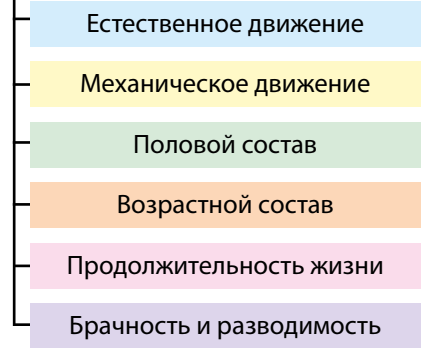 Естественное движение
Механическое движение
Половой состав
Возрастной состав
Продолжительность жизни
Брачность и разводимость